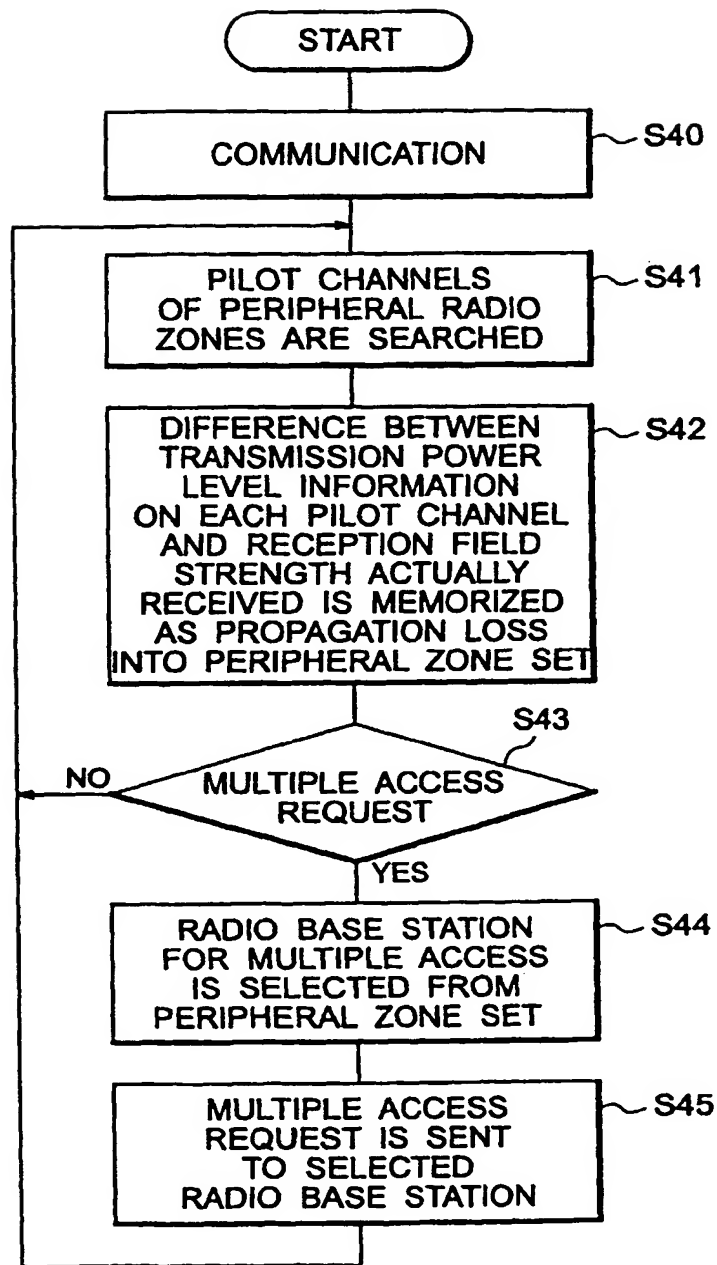 START
COMMUNICATION
S40
PILOT CHANNELS
OF PERIPHERAL RADIO
ZONES ARE SEARCHED
S41
DIFFERENCE BETWEEN
TRANSMISSION POWER
LEVEL INFORMATION
ON EACH PILOT CHANNEL
AND RECEPTION FIELD
STRENGTH ACTUALLY
RECEIVED IS MEMORIZED
AS PROPAGATION LOSS
INTO PERIPHERAL ZONE SET
S42
S43
NO
MULTIPLE ACCESS
REQUEST
YES
RADIO BASE STATION
FOR MULTIPLE ACCESS
IS SELECTED FROM
PERIPHERAL ZONE SET
S44
MULTIPLE ACCESS
REQUEST IS SENT
TO SELECTED
RADIO BASE STATION
S45